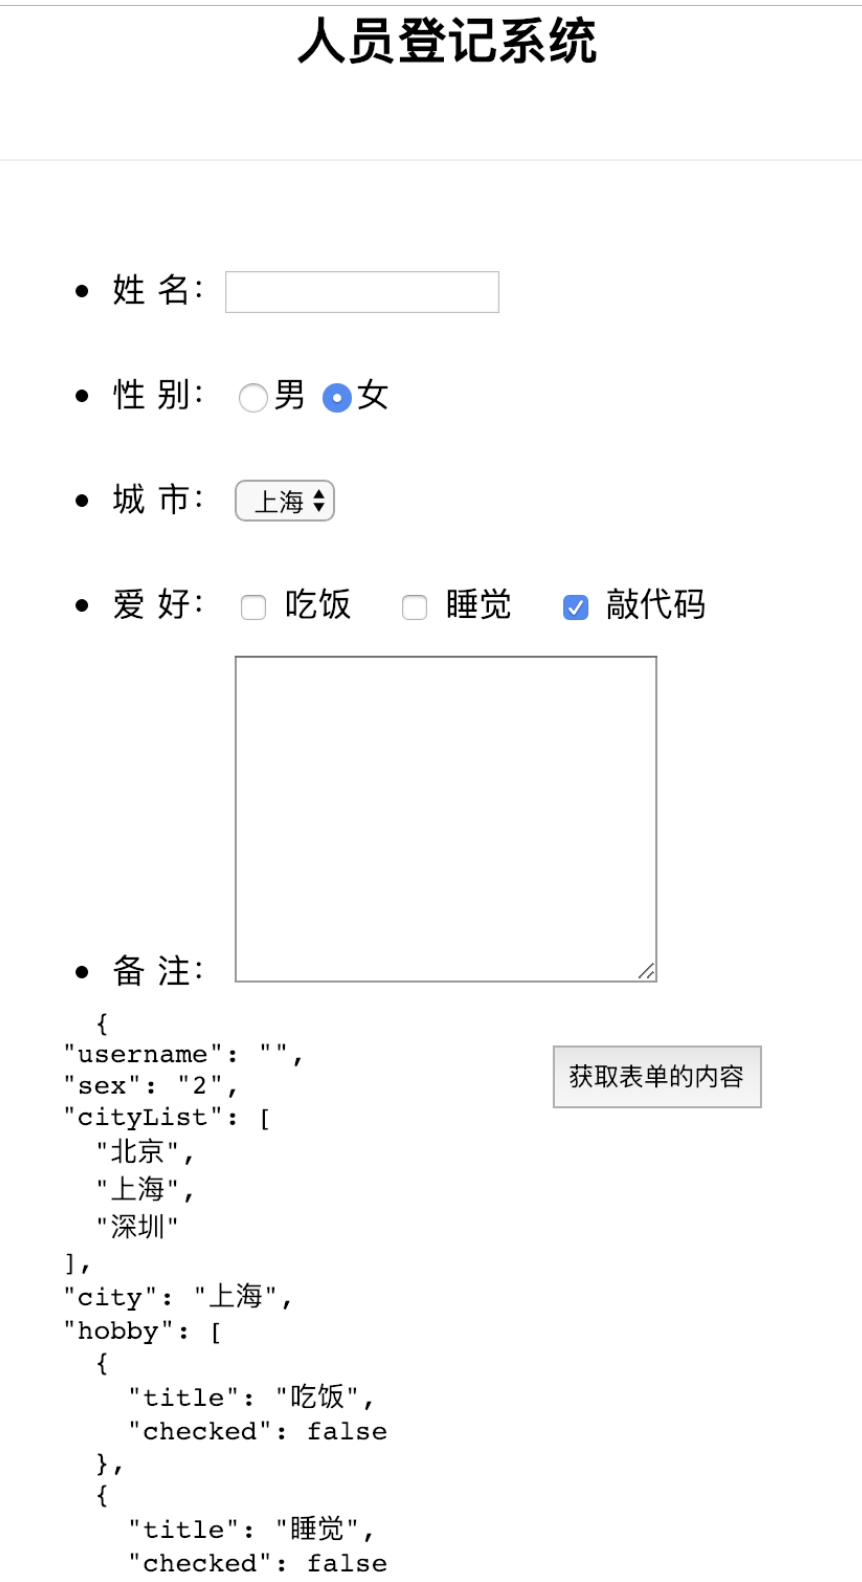 人员登记系统
姓 名：
性 别： 男 女
城 市： 上海
爱 好： 吃饭 睡觉 敲代码
备 注：
{
"username": "",
"sex": "2",
获取表单的内容
"cityList": [
"北京",
"上海",
"深圳"
],
"city": "上海",
"hobby": [
{
"title": "吃饭",
"checked": false
},
{
"title": "睡觉",
"checked": false